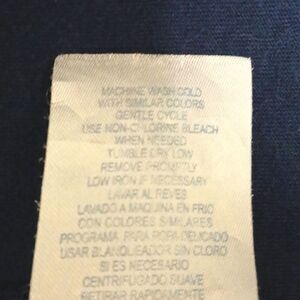 MACHINE WASH COLD
WITH SIMILAR COLORS
GENTLE CYCLE
USE NON-CHLORINE BLEACH
WHEN NEEDED
TUMBLE DRY LOW
REMOVE PROMPTLY
LOW IRON IF NECESSARY
LAVAR AL REVES
LAVADO A MAQUINA EN FRIO
CON COLORES SIMILARES
PROGRAMA PARA ROPA DELICADO
USAR BLANQUEADOR SIN CLORO
SI ES NECESARIO
CENTRIFUGADO SUAVE
RETIRAR RAPIDAMENTE